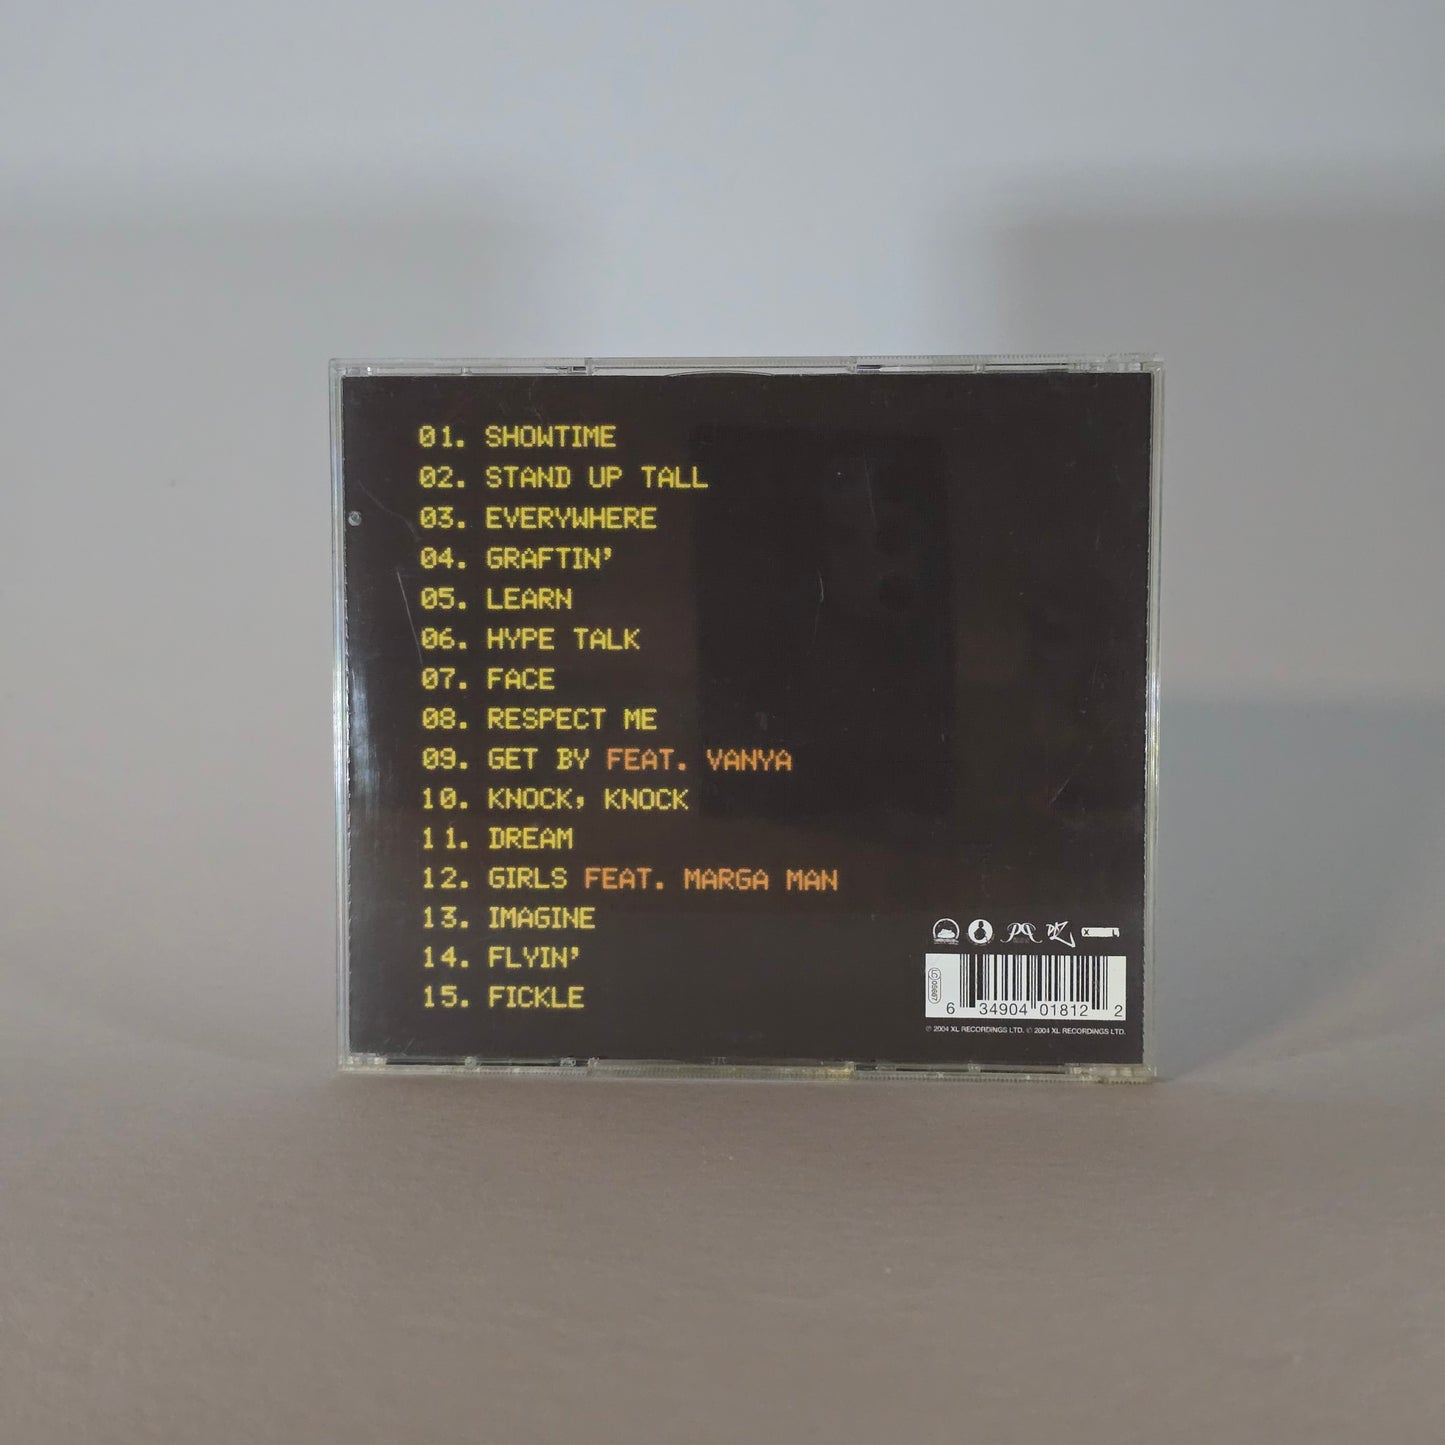 01. SHOWTIME
02. STAND UP TALL
03. EVERYWHERE
04. GRAFTIN'
05. LEARN
06. HYPE TALK
07. FACE
08. RESPECT ME
09. GET BY FEAT. VANYA
10. KNOCK, KNOCK
11. DREAM
12. GIRLS FEAT. MARGA MAN
13. IMAGINE
14. FLYIN'
15. FICKLE
X L
LC 05667
6 34904 01812 2
℗ 2004 XL RECORDINGS LTD. © 2004 XL RECORDINGS LTD.